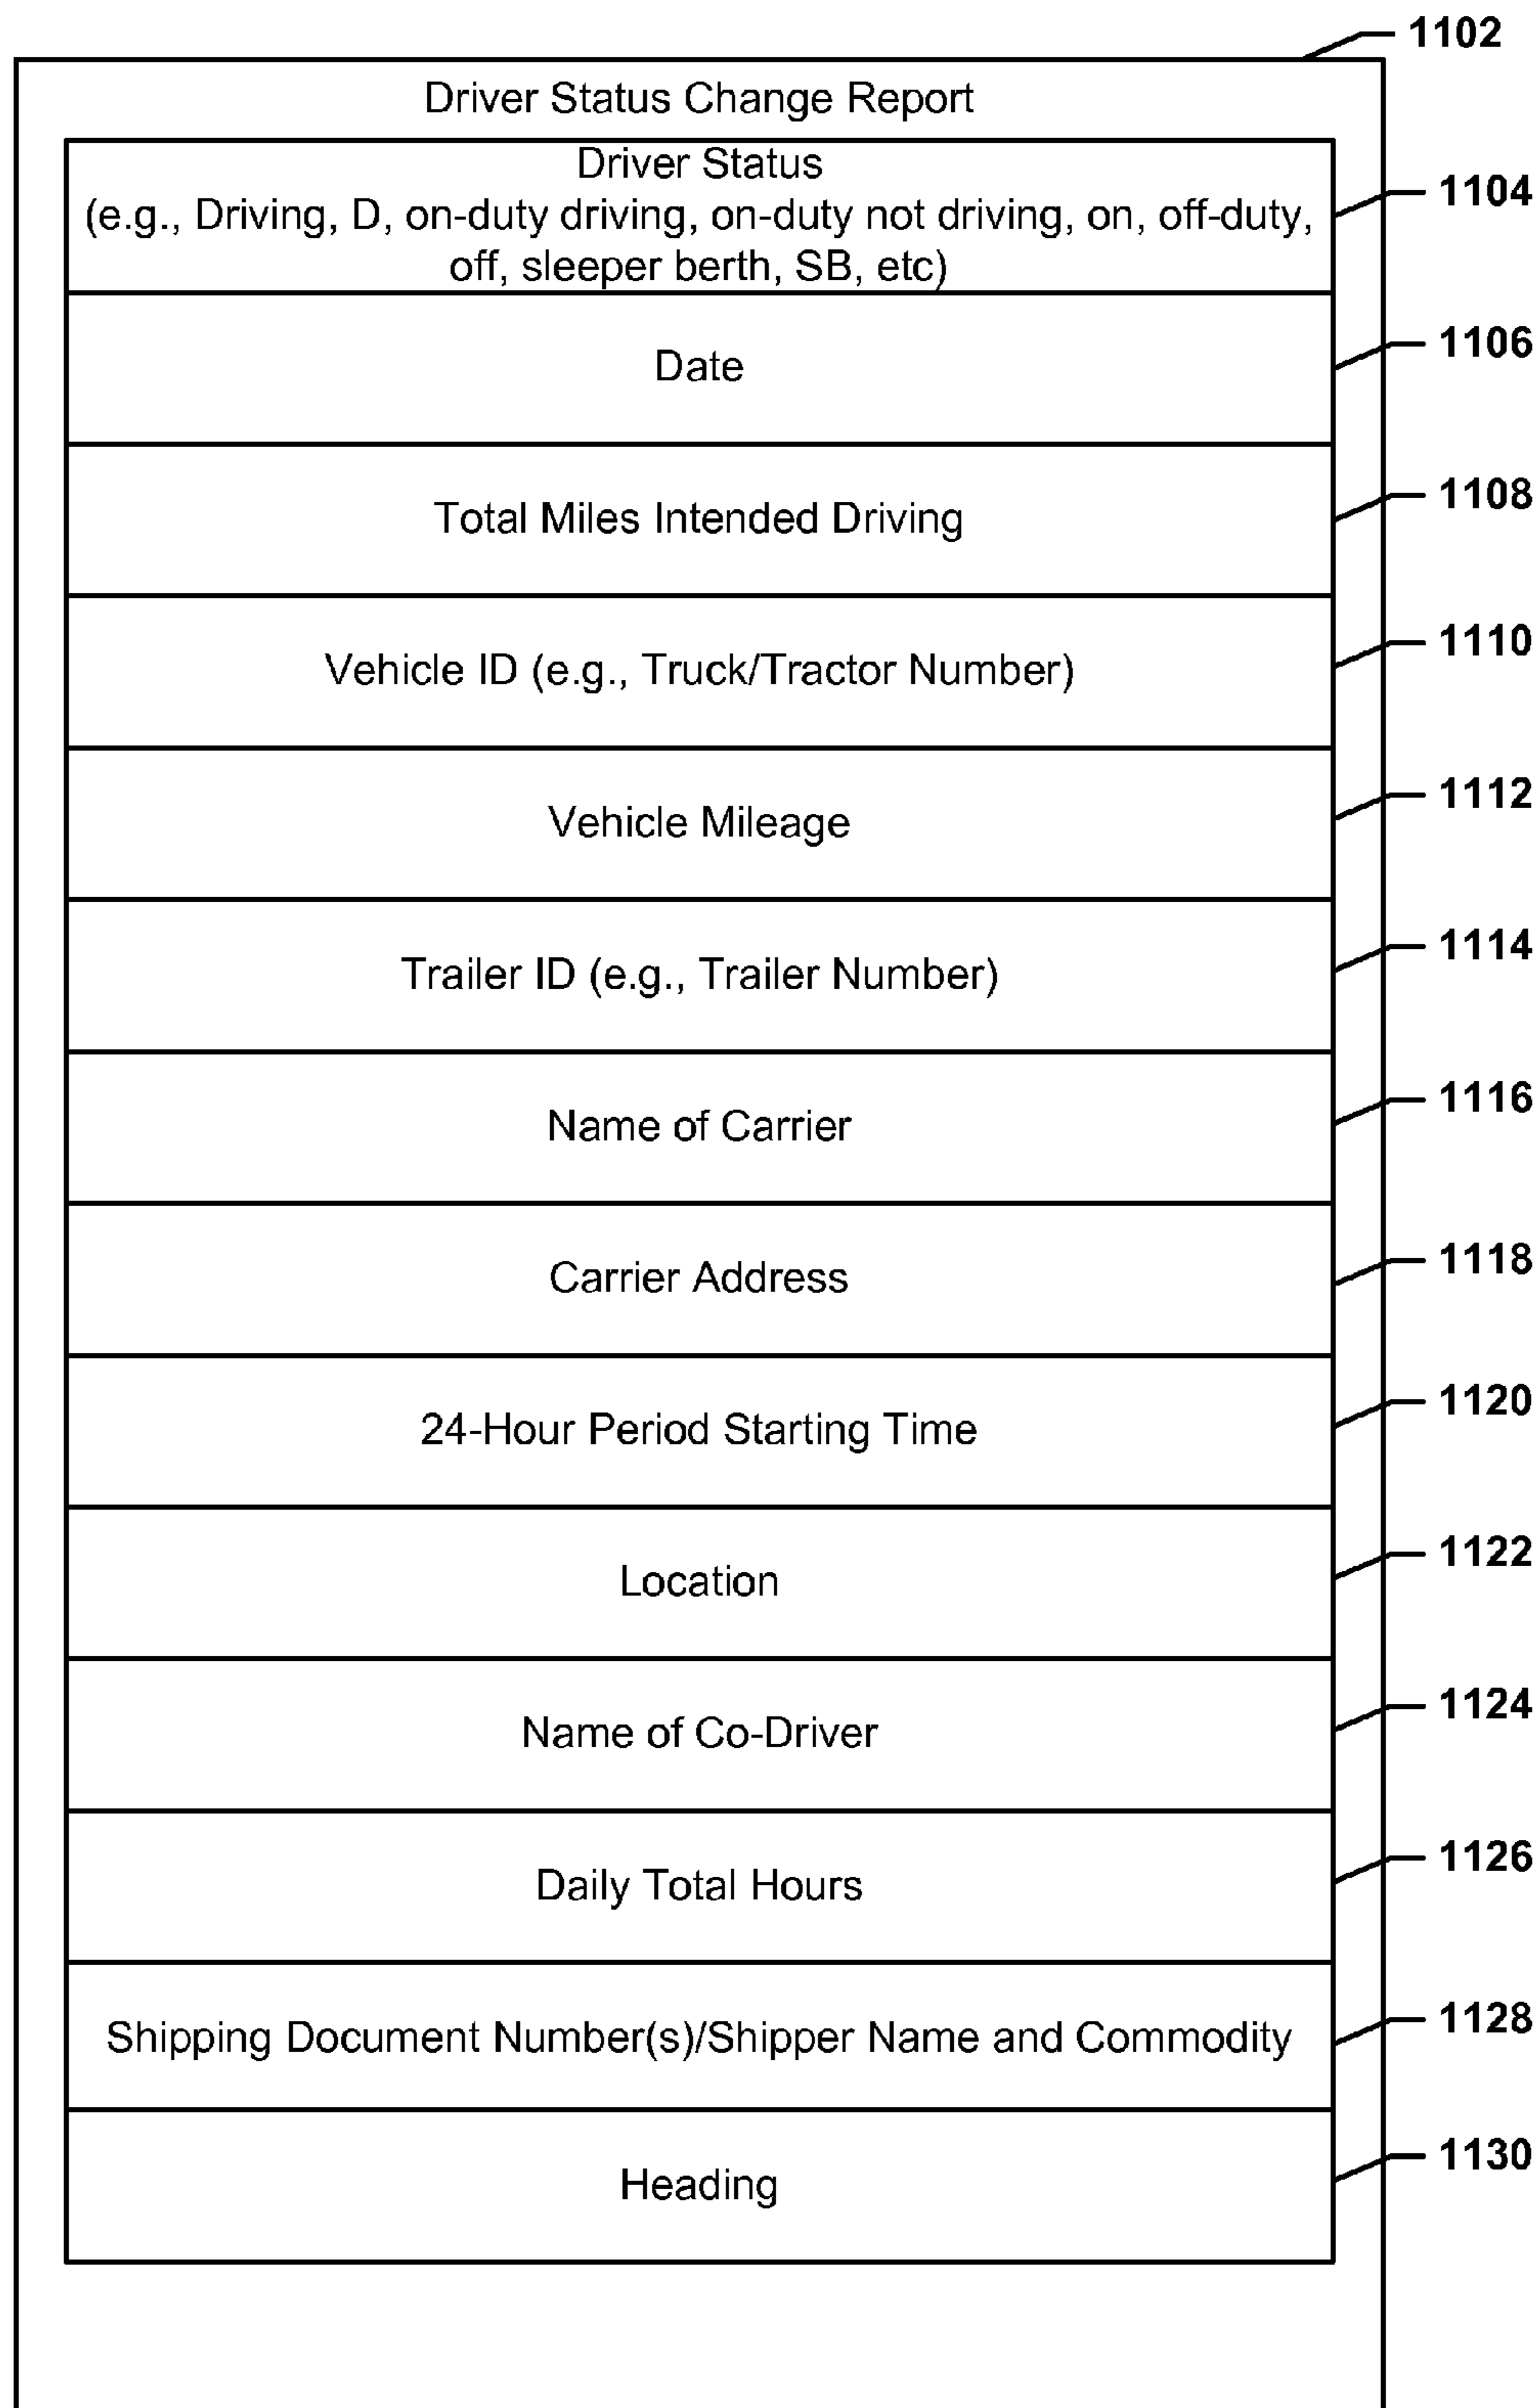 1102
Driver Status Change Report
Driver Status
(e.g., Driving, D, on-duty driving, on-duty not driving, on, off-duty,
off, sleeper berth, SB, etc)
1104
Date
1106
Total Miles Intended Driving
1108
Vehicle ID (e.g., Truck/Tractor Number)
1110
Vehicle Mileage
1112
Trailer ID (e.g., Trailer Number)
1114
Name of Carrier
1116
Carrier Address
1118
24-Hour Period Starting Time
1120
Location
1122
Name of Co-Driver
1124
Daily Total Hours
1126
Shipping Document Number(s)/Shipper Name and Commodity
1128
Heading
1130